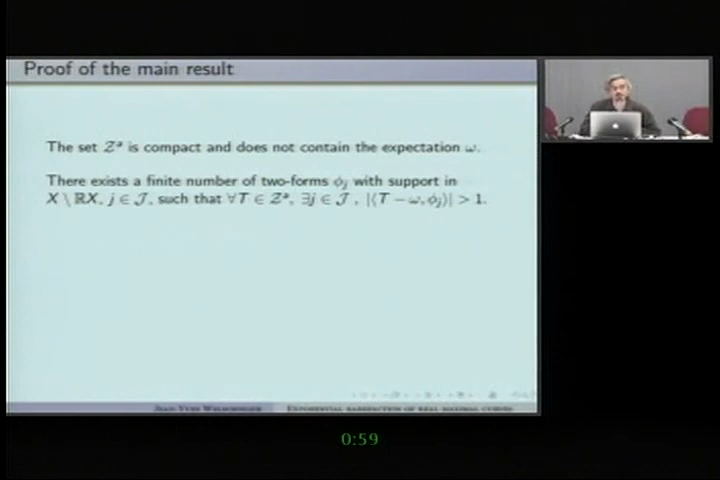 Proof of the main result
The set 𝒵ᵃ is compact and does not contain the expectation ω.
There exists a finite number of two-forms ϕⱼ with support in
X \ ℝX, j ∈ 𝒥, such that ∀T ∈ 𝒵ᵃ, ∃j ∈ 𝒥, |⟨T − ω, ϕⱼ⟩| > 1.
Jean-Yves Welschinger Exponential rarefaction of real maximal curves
0:59